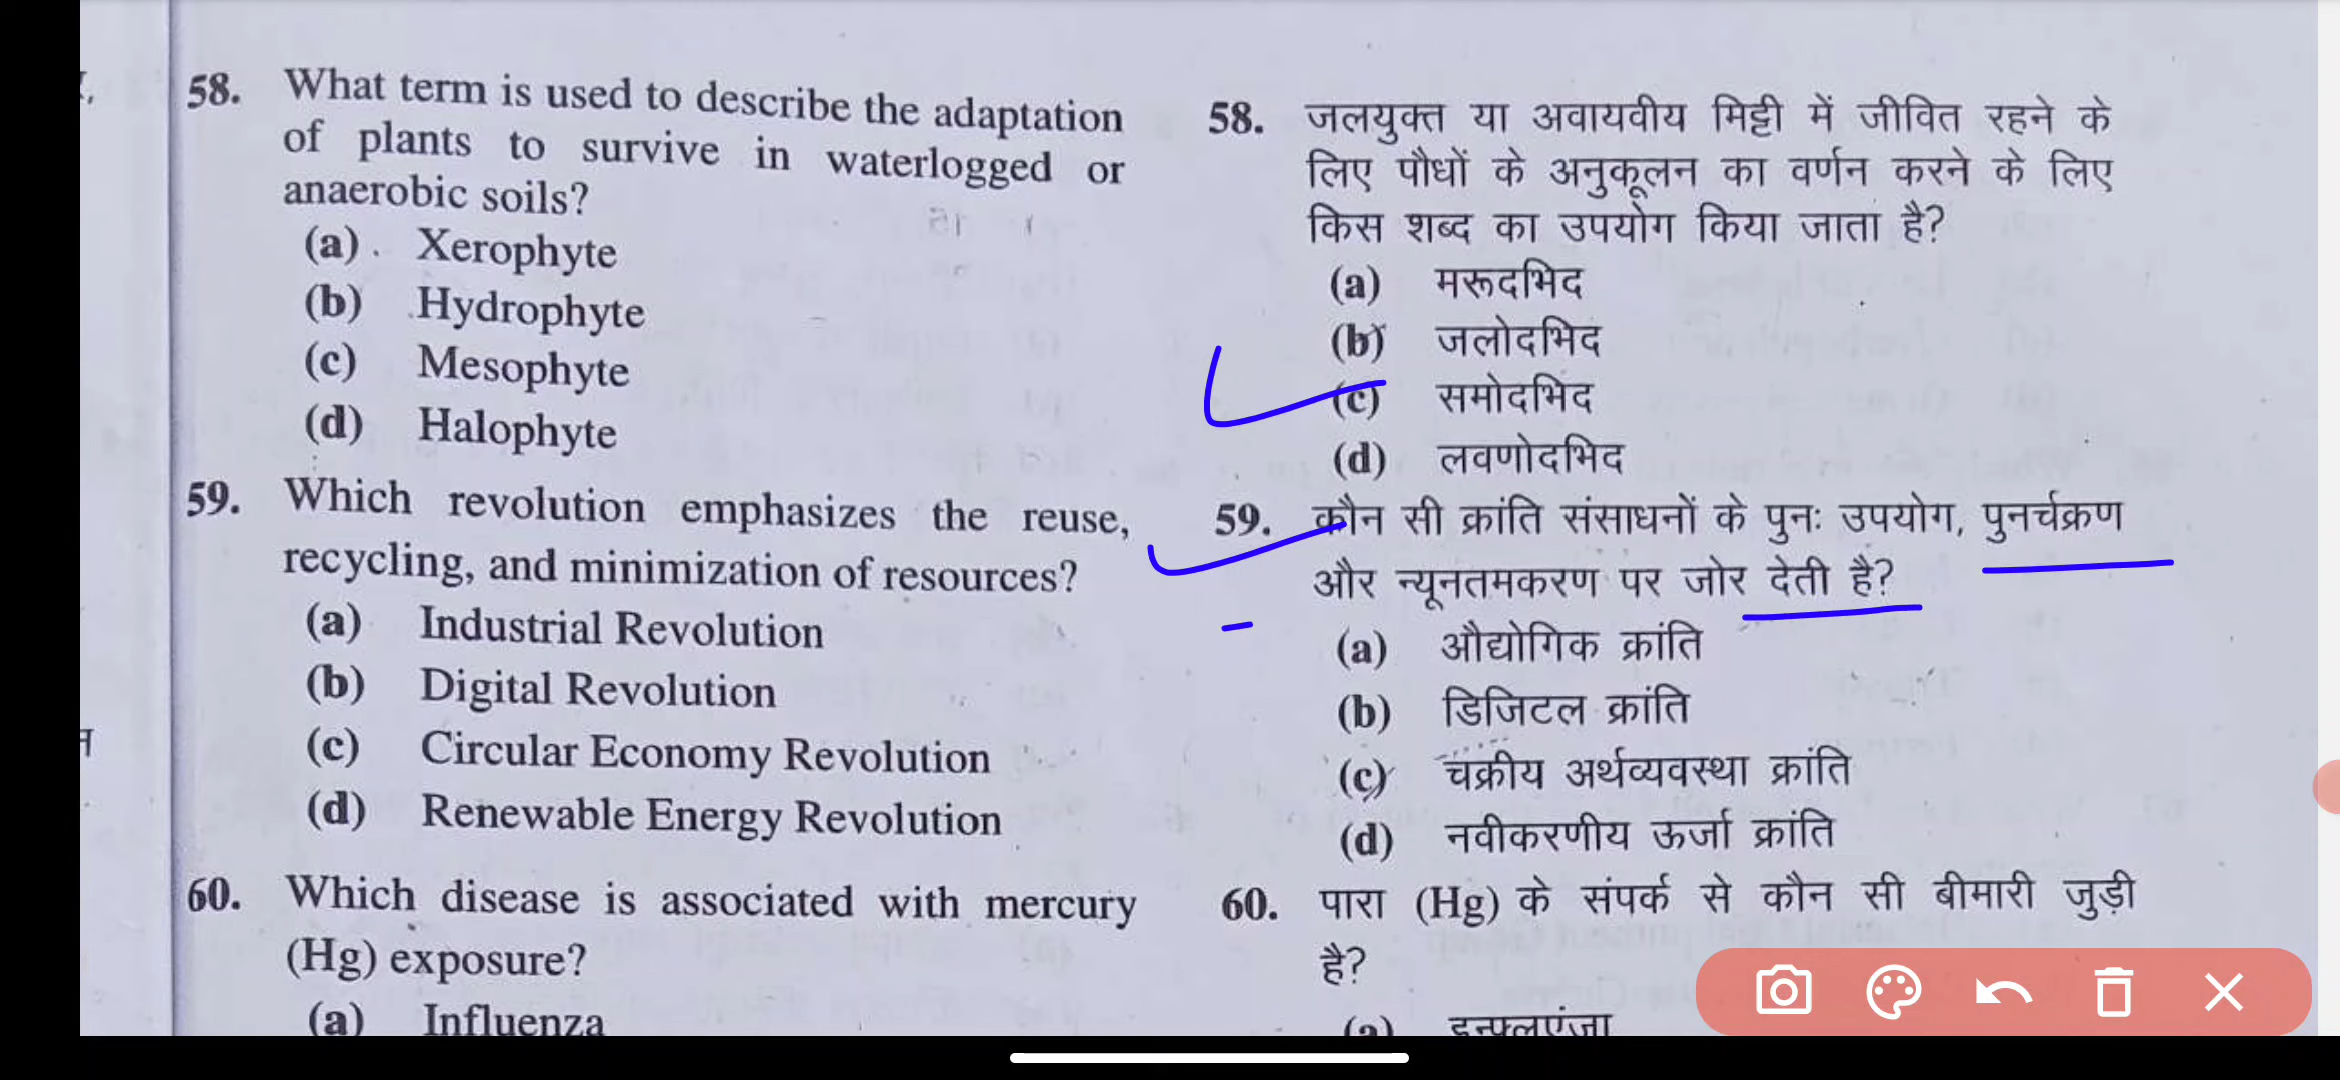 58. What term is used to describe the adaptation
of plants to survive in waterlogged or
anaerobic soils?
(a) Xerophyte
(b) Hydrophyte
(c) Mesophyte
(d) Halophyte
59. Which revolution emphasizes the reuse,
recycling, and minimization of resources?
(a) Industrial Revolution
(b) Digital Revolution
(c) Circular Economy Revolution
(d) Renewable Energy Revolution
60. Which disease is associated with mercury
(Hg) exposure?
(a) Influenza
58. जलयुक्त या अवायवीय मिट्टी में जीवित रहने के
लिए पौधों के अनुकूलन का वर्णन करने के लिए
किस शब्द का उपयोग किया जाता है?
(a) मरूदभिद
(b) जलोदभिद
(c) समोदभिद
(d) लवणोदभिद
59. कौन सी क्रांति संसाधनों के पुनः उपयोग, पुनर्चक्रण
और न्यूनतमकरण पर जोर देती है?
(a) औद्योगिक क्रांति
(b) डिजिटल क्रांति
(c) चक्रीय अर्थव्यवस्था क्रांति
(d) नवीकरणीय ऊर्जा क्रांति
60. पारा (Hg) के संपर्क से कौन सी बीमारी जुड़ी
है?
(a) इन्फ्लूएंजा